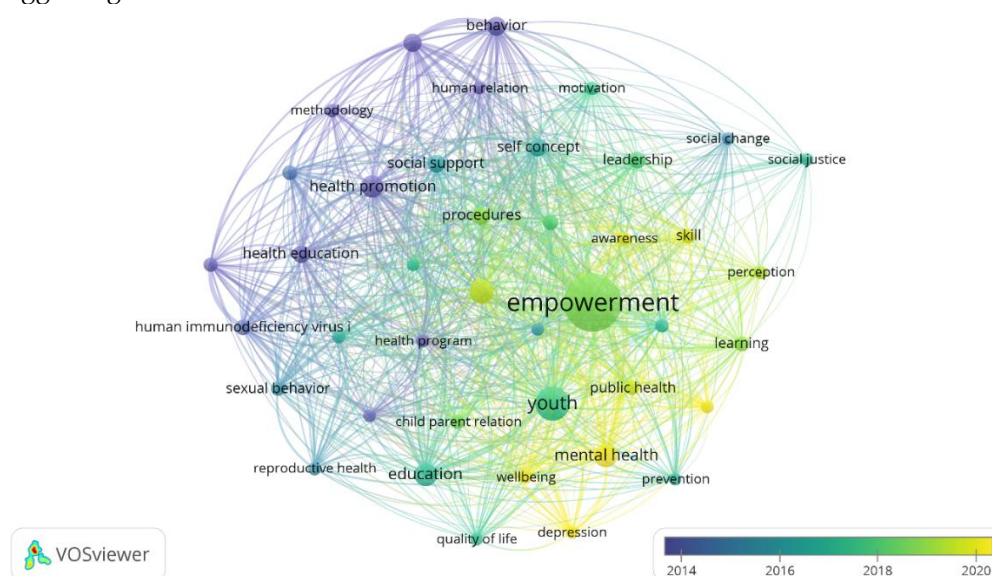 behavior
human relation
motivation
methodology
social change
self concept
social justice
social support
leadership
health promotion
procedures
awareness
skill
health education
perception
empowerment
human immunodeficiency virus i
health program
learning
sexual behavior
public health
youth
child parent relation
mental health
reproductive health
education
wellbeing
prevention
depression
quality of life
VOSviewer
2014 2016 2018 2020